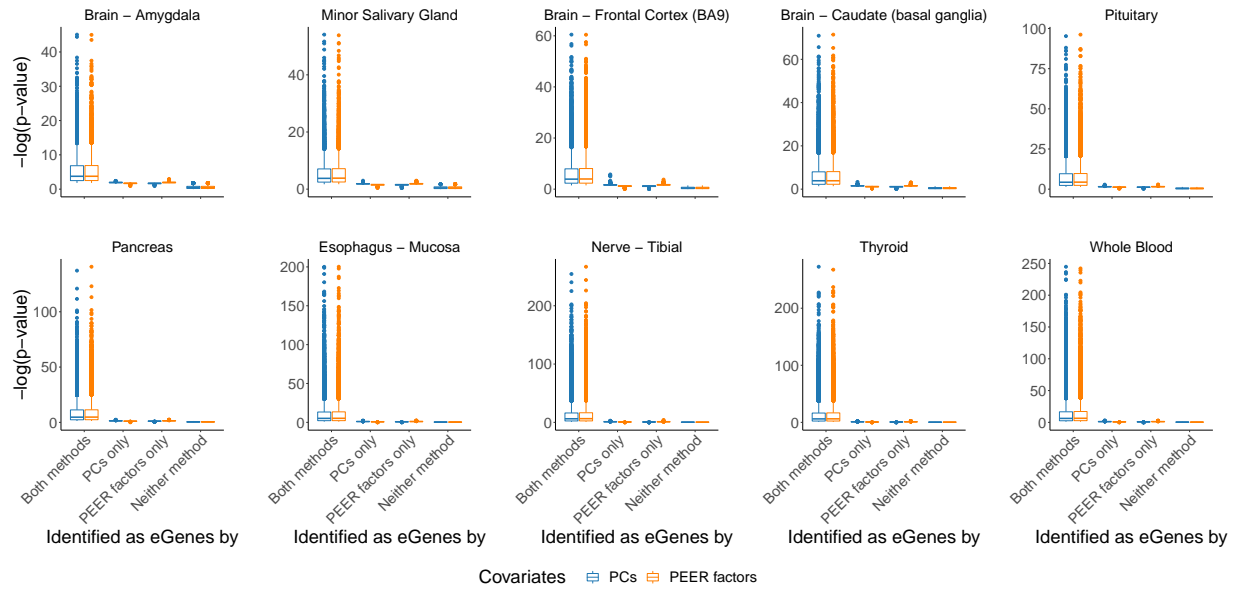 Brain − Amygdala
Minor Salivary Gland
Brain − Frontal Cortex (BA9)
Brain − Caudate (basal ganglia)
Pituitary
−log(p−value)
40
30
20
10
0
40
20
0
60
40
20
0
60
40
20
0
100
75
50
25
0
Pancreas
Esophagus − Mucosa
Nerve − Tibial
Thyroid
Whole Blood
−log(p−value)
100
50
0
200
150
100
50
0
200
100
0
200
100
0
250
200
150
100
50
0
Both methods
PCs only
PEER factors only
Neither method
Both methods
PCs only
PEER factors only
Neither method
Both methods
PCs only
PEER factors only
Neither method
Both methods
PCs only
PEER factors only
Neither method
Both methods
PCs only
PEER factors only
Neither method
Identified as eGenes by
Identified as eGenes by
Identified as eGenes by
Identified as eGenes by
Identified as eGenes by
Covariates PCs PEER factors